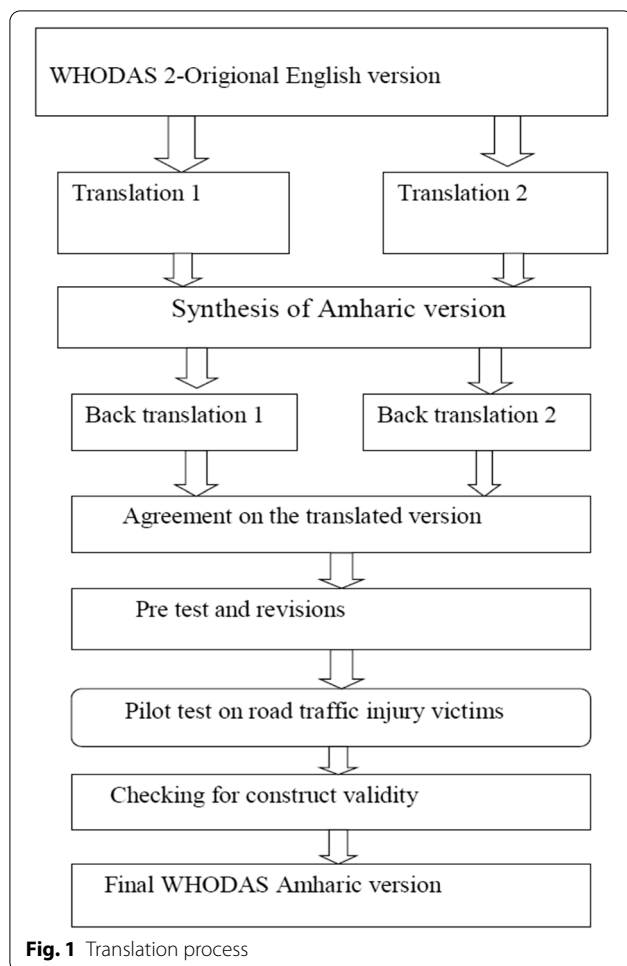 WHODAS 2-Origional English version
Translation 1
Translation 2
Synthesis of Amharic version
Back translation 1
Back translation 2
Agreement on the translated version
Pre test and revisions
Pilot test on road traffic injury victims
Checking for construct validity
Final WHODAS Amharic version
Fig. 1 Translation process